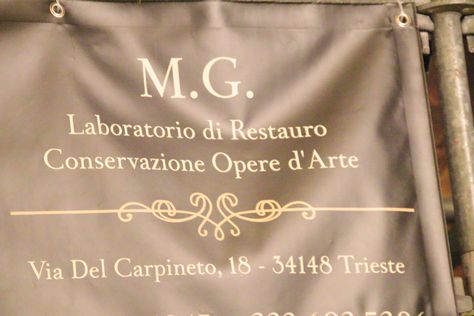 M.G.
Laboratorio di Restauro
Conservazione Opere d'Arte
Via Del Carpineto, 18 - 34148 Trieste